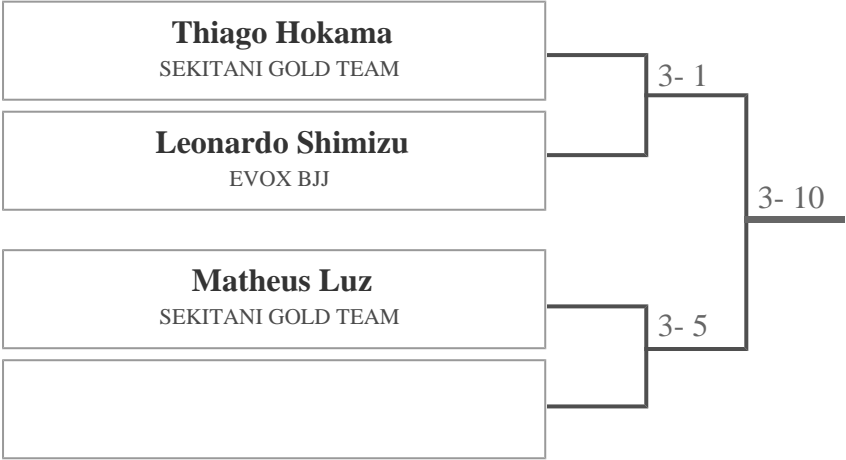 Thiago Hokama
SEKITANI GOLD TEAM
3- 1
Leonardo Shimizu
EVOX BJJ
3- 10
Matheus Luz
SEKITANI GOLD TEAM
3- 5